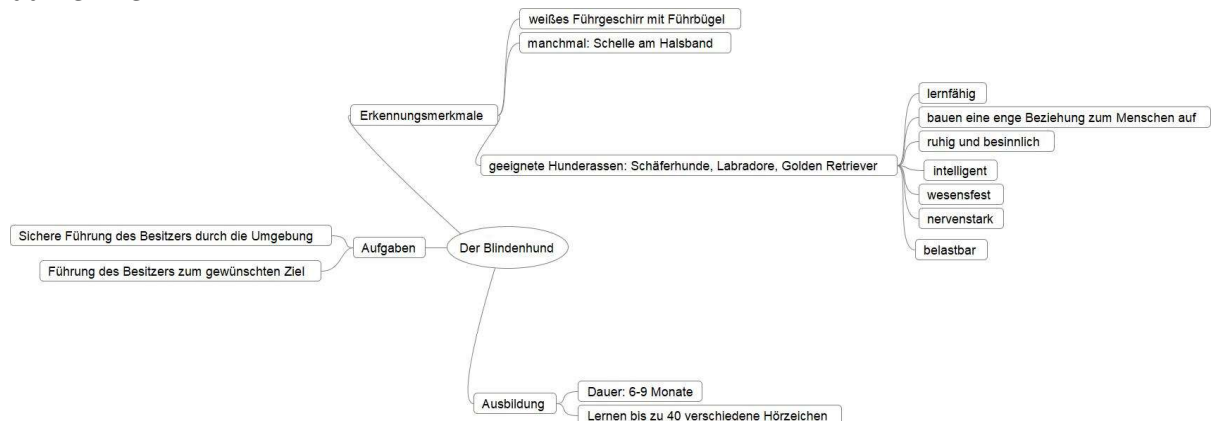 weißes Führgeschirr mit Führbügel
manchmal: Schelle am Halsband
Erkennungsmerkmale
geeignete Hunderassen: Schäferhunde, Labradore, Golden Retriever
lernfähig
bauen eine enge Beziehung zum Menschen auf
ruhig und besinnlich
intelligent
wesensfest
nervenstark
belastbar
Sichere Führung des Besitzers durch die Umgebung
Führung des Besitzers zum gewünschten Ziel
Aufgaben
Der Blindenhund
Ausbildung
Dauer: 6-9 Monate
Lernen bis zu 40 verschiedene Hörzeichen